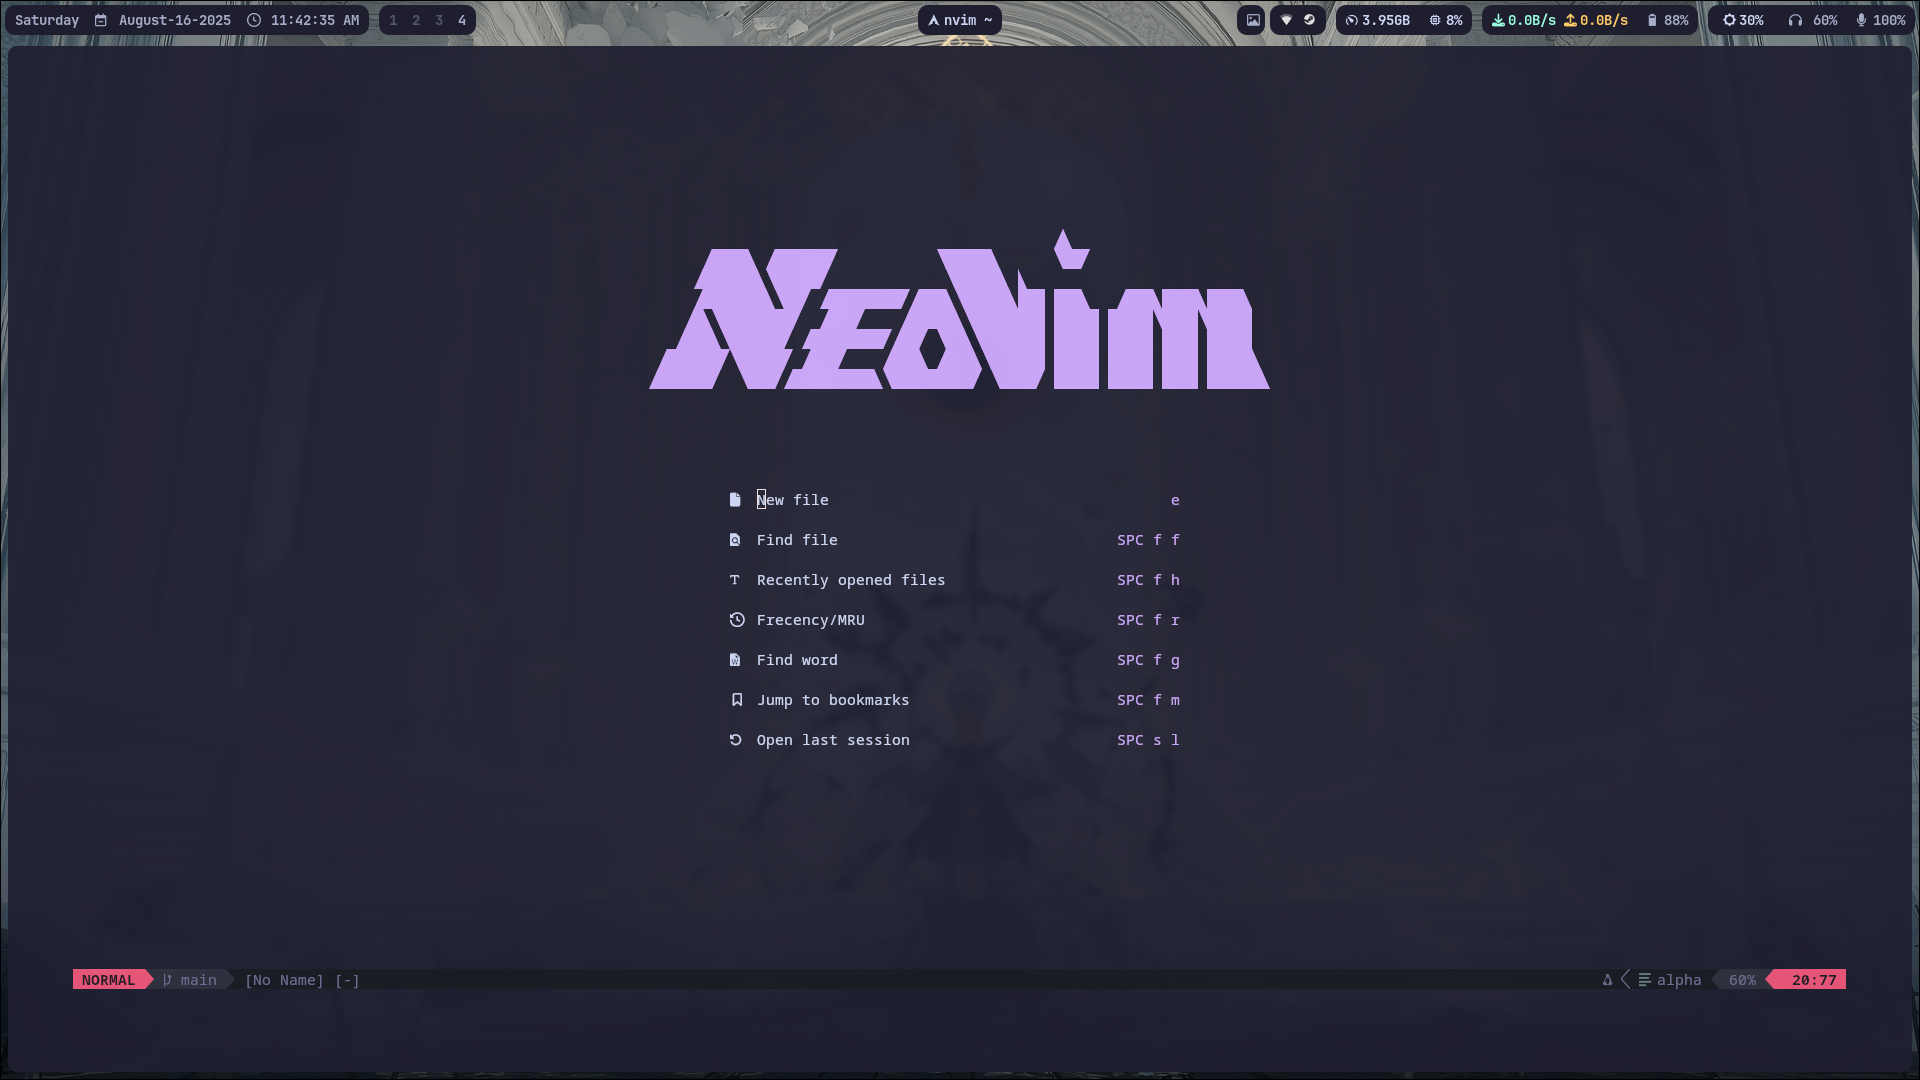 Saturday August-16-2025 11:42:35 AM 1 2 3 4 nvim ~ 3.95GB 8% 0.0B/s 0.0B/s 88% 30% 60% 100%
NEOVIM
New file e
Find file SPC f f
Recently opened files SPC f h
Frecency/MRU SPC f r
Find word SPC f g
Jump to bookmarks SPC f m
Open last session SPC s l
NORMAL main [No Name] [-] alpha 60% 20:77